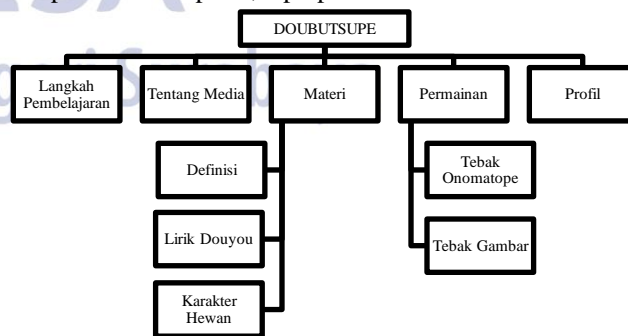 DOUBUTSUPE
Langkah
Pembelajaran
Tentang Media
Materi
Permainan
Profil
Definisi
Lirik Douyou
Karakter
Hewan
Tebak
Onomatope
Tebak Gambar